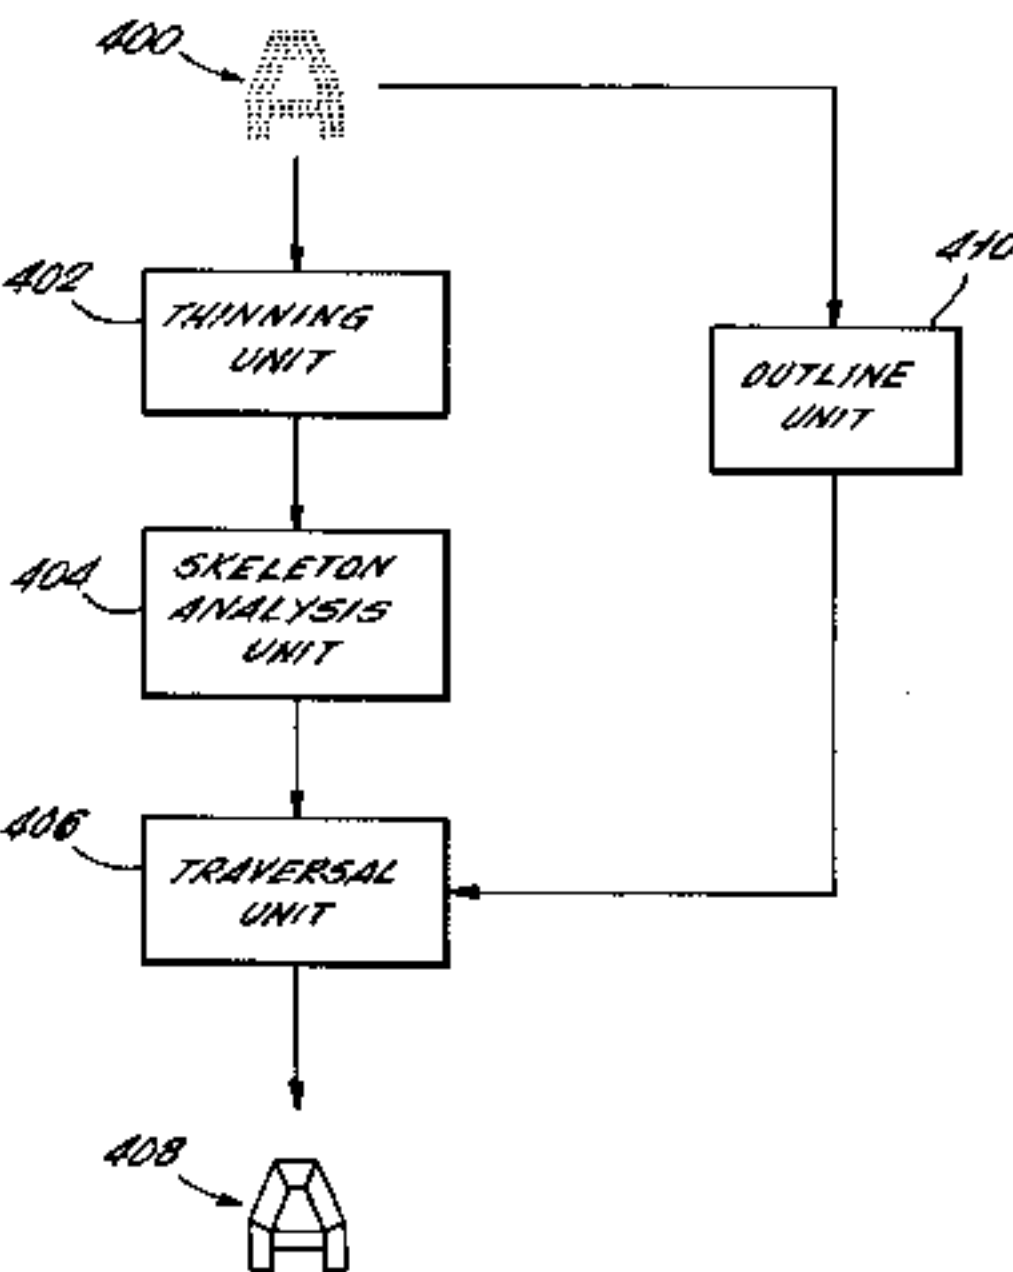 400
402
THINNING
UNIT
410
OUTLINE
UNIT
404
SKELETON
ANALYSIS
UNIT
406
TRAVERSAL
UNIT
408